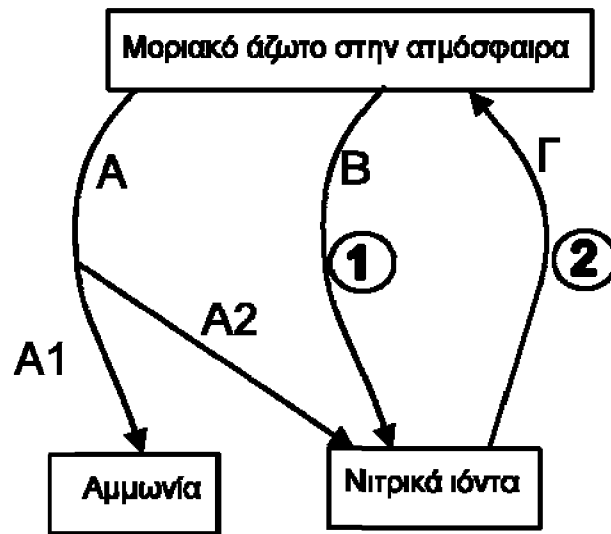 Μοριακό άζωτο στην ατμόσφαιρα
Α
Β
Γ
1
2
Α2
Α1
Αμμωνία
Νιτρικά ιόντα